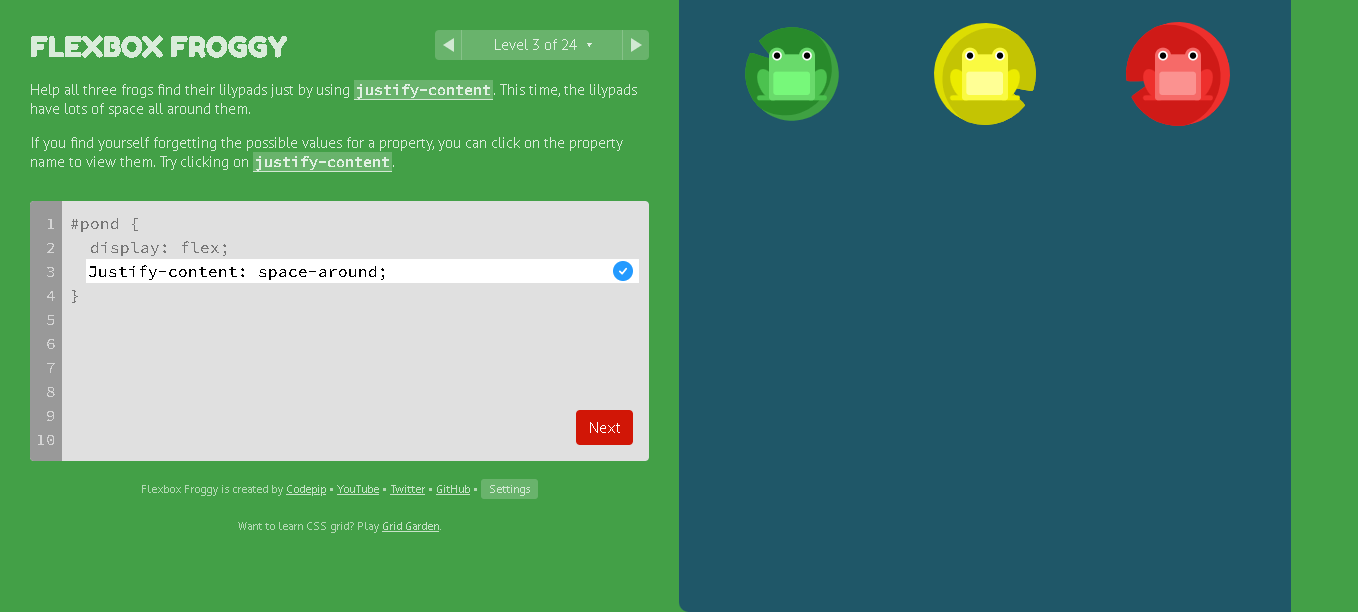 FLEXBOX FROGGY
Level 3 of 24
Help all three frogs find their lilypads just by using justify-content. This time, the lilypads
have lots of space all around them.
If you find yourself forgetting the possible values for a property, you can click on the property
name to view them. Try clicking on justify-content.
1 #pond {
2 display: flex;
3 Justify-content: space-around;
4 }
5
6
7
8
9
10
Next
Flexbox Froggy is created by Codepip • YouTube • Twitter • GitHub • Settings
Want to learn CSS grid? Play Grid Garden.